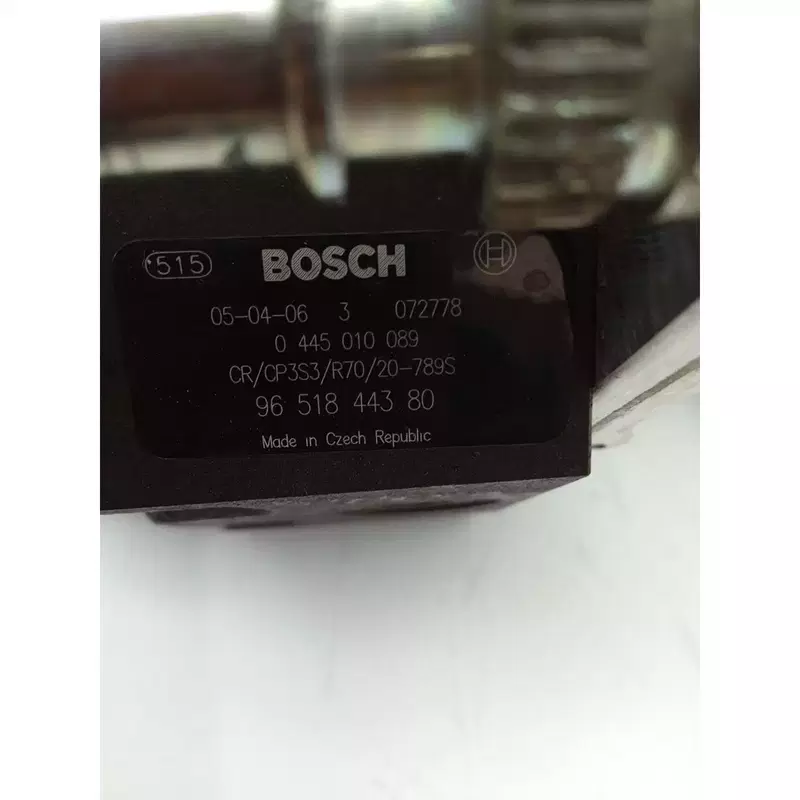 515 BOSCH
05-04-06 3 072778
0 445 010 089
CR/CP3S3/R70/20-789S
96 518 443 80
Made in Czech Republic